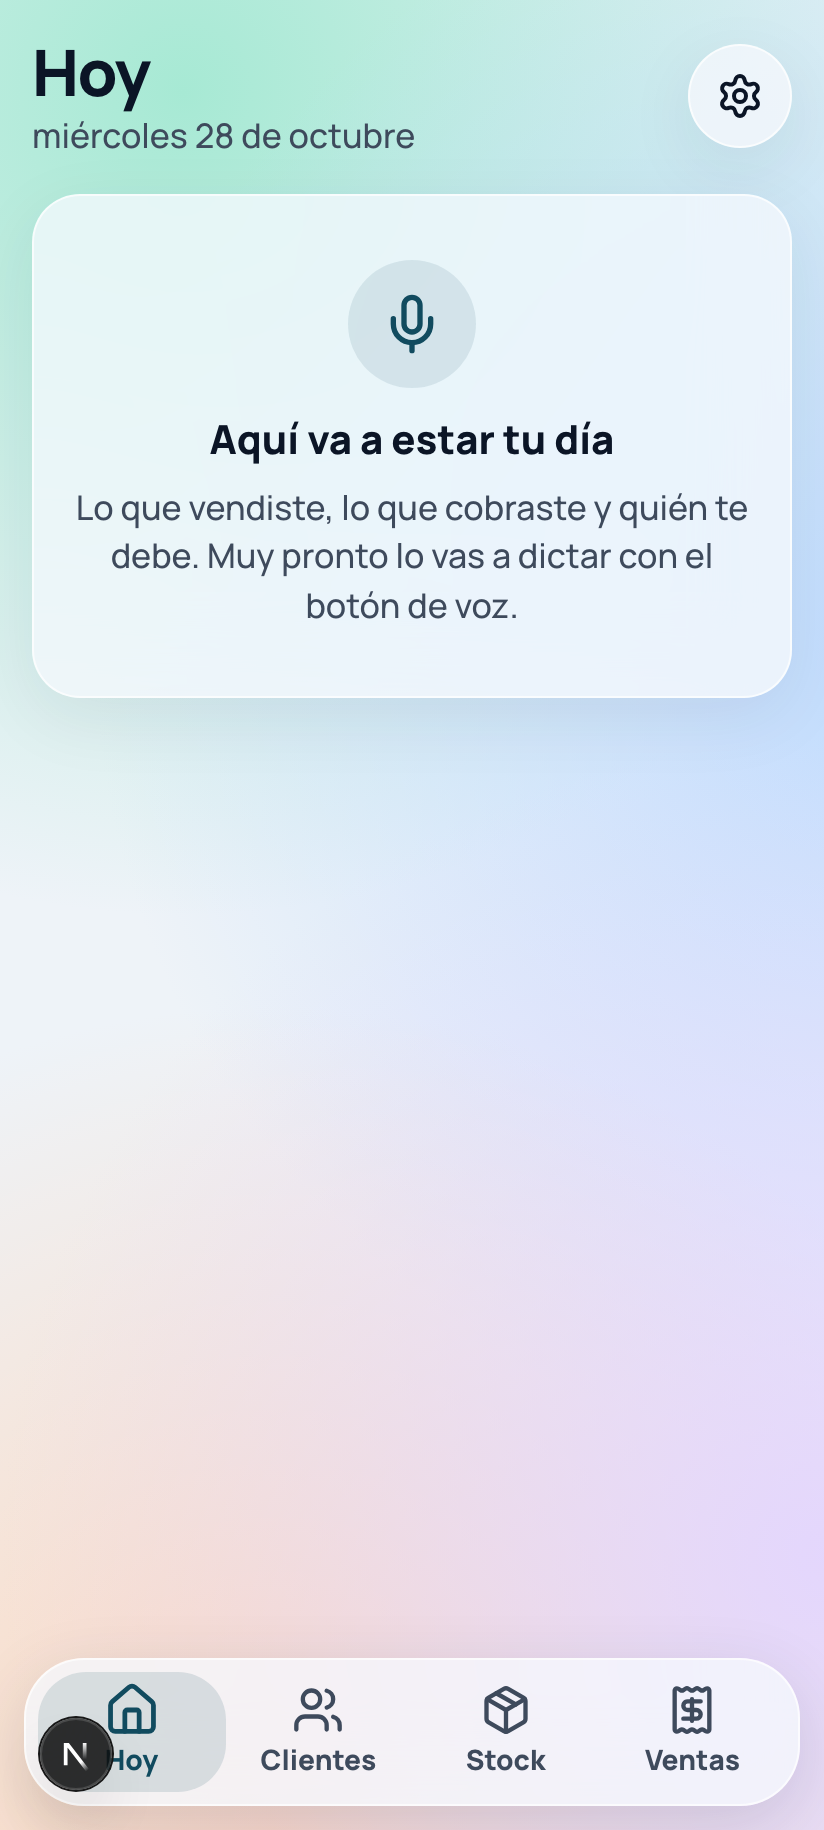 Hoy
miércoles 28 de octubre
Aquí va a estar tu día
Lo que vendiste, lo que cobraste y quién te
debe. Muy pronto lo vas a dictar con el
botón de voz.
N
Hoy
Clientes
Stock
Ventas